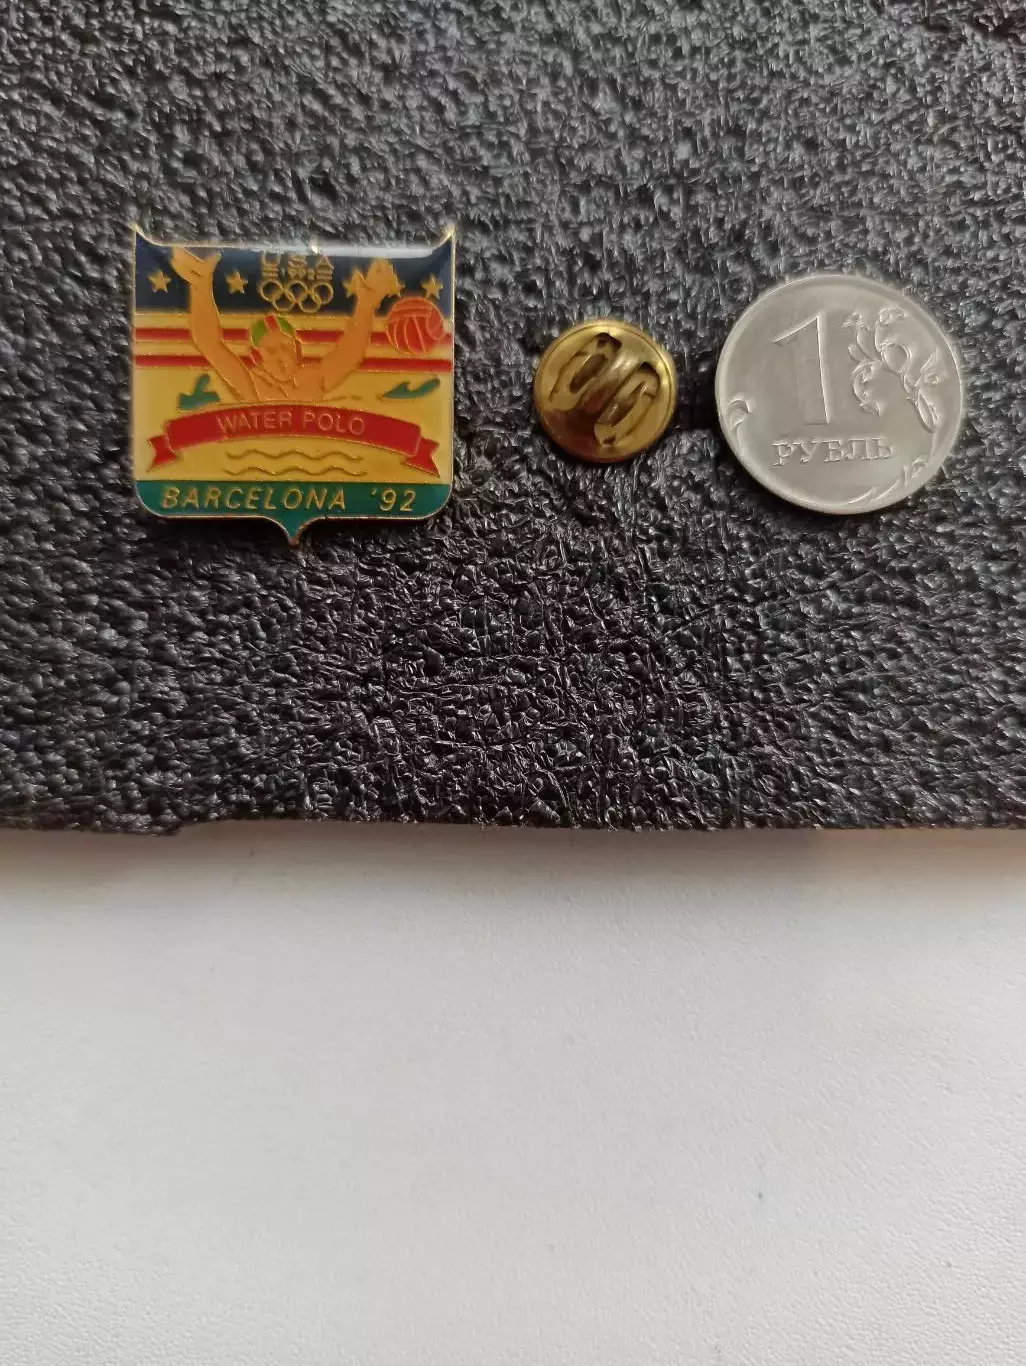 USA
WATER POLO
BARCELONA '92
1
РУБЛЬ